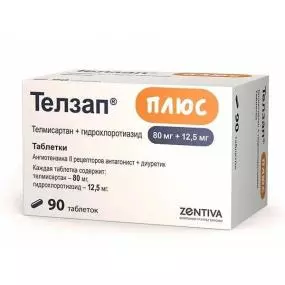 Телзап® ПЛЮС
Телмисартан + гидрохлоротиазид 80 мг + 12,5 мг
Таблетки
Ангиотензина II рецепторов антагонист + диуретик
Каждая таблетка содержит:
телмисартан – 80 мг,
гидрохлоротиазид – 12,5 мг.
90 таблеток
ZENTIVA
Телзап
90